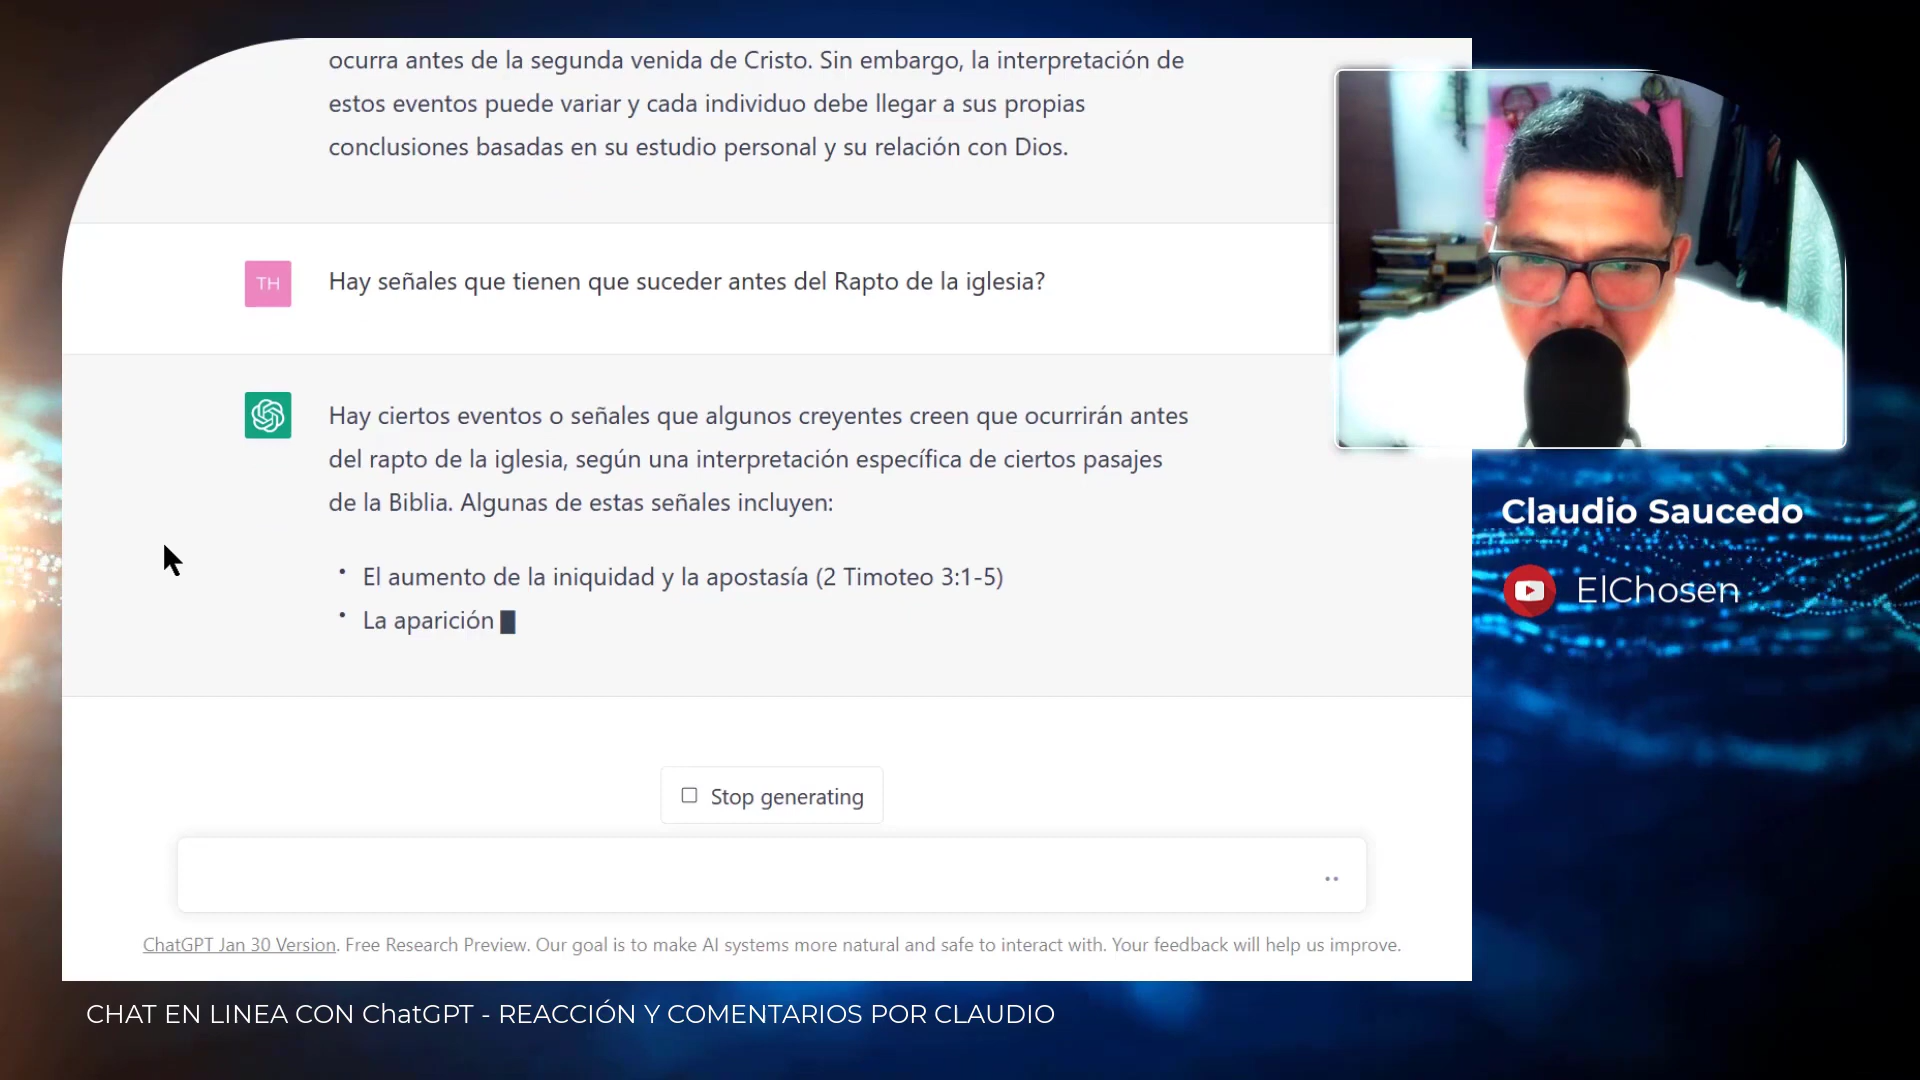 ocurra antes de la segunda venida de Cristo. Sin embargo, la interpretación de
estos eventos puede variar y cada individuo debe llegar a sus propias
conclusiones basadas en su estudio personal y su relación con Dios.
TH
Hay señales que tienen que suceder antes del Rapto de la iglesia?
Hay ciertos eventos o señales que algunos creyentes creen que ocurrirán antes
del rapto de la iglesia, según una interpretación específica de ciertos pasajes
de la Biblia. Algunas de estas señales incluyen:
• El aumento de la iniquidad y la apostasía (2 Timoteo 3:1-5)
• La aparición
Stop generating
ChatGPT Jan 30 Version. Free Research Preview. Our goal is to make AI systems more natural and safe to interact with. Your feedback will help us improve.
Claudio Saucedo
ElChosen
CHAT EN LINEA CON ChatGPT - REACCIÓN Y COMENTARIOS POR CLAUDIO